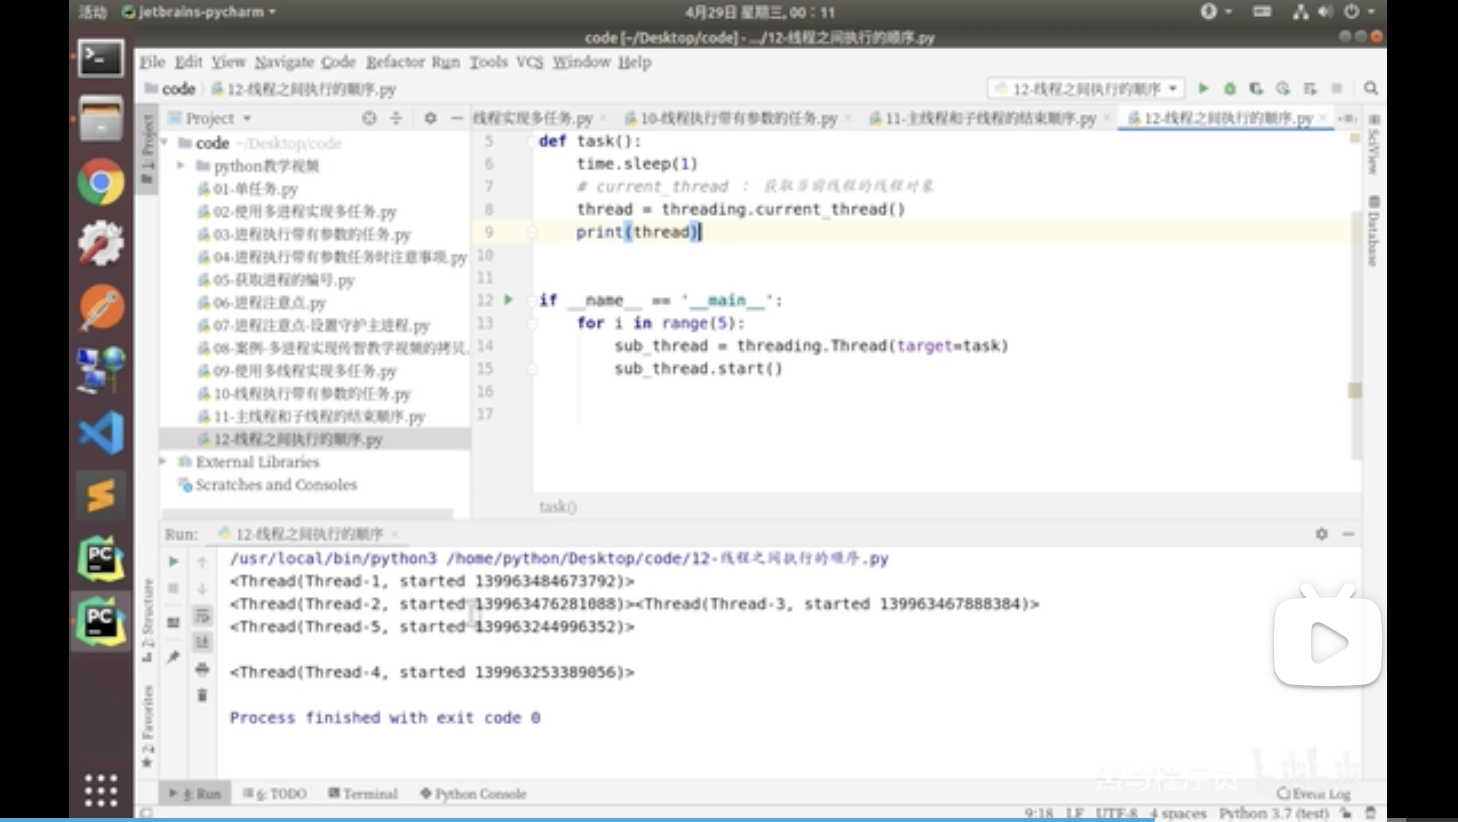 活动 jetbrains-pycharm 4月29日 星期三, 00：11
code [~/Desktop/code] - .../12-线程之间执行的顺序.py
File Edit View Navigate Code Refactor Run Tools VCS Window Help
code 12-线程之间执行的顺序.py 12-线程之间执行的顺序
Project 线程实现多任务.py 10-线程执行带有参数的任务.py 11-主线程和子线程的结束顺序.py 12-线程之间执行的顺序.py
1: Project
SciView
Database
code ~/Desktop/code
python教学视频
01-单任务.py
02-使用多进程实现多任务.py
03-进程执行带有参数的任务.py
04-进程执行带有参数任务时注意事项.py
05-获取进程的编号.py
06-进程注意点.py
07-进程注意点-设置守护主进程.py
08-案例-多进程实现传智教学视频的拷贝.
09-使用多线程实现多任务.py
10-线程执行带有参数的任务.py
11-主线程和子线程的结束顺序.py
12-线程之间执行的顺序.py
External Libraries
Scratches and Consoles
5 def task():
6 time.sleep(1)
7 # current_thread ： 获取当前线程的线程对象
8 thread = threading.current_thread()
9 print(thread)
10
11
12 if __name__ == '__main__':
13 for i in range(5):
14 sub_thread = threading.Thread(target=task)
15 sub_thread.start()
16
17
task()
Run: 12-线程之间执行的顺序
/usr/local/bin/python3 /home/python/Desktop/code/12-线程之间执行的顺序.py
<Thread(Thread-1, started 139963484673792)>
<Thread(Thread-2, started 139963476281088)><Thread(Thread-3, started 139963467888384)>
<Thread(Thread-5, started 139963244996352)>
<Thread(Thread-4, started 139963253389056)>
Process finished with exit code 0
2: Structure
2: Favorites
黑马程序员 bilibili
4: Run 6: TODO Terminal Python Console Event Log
9:18 LF UTF-8 4 spaces Python 3.7 (test)